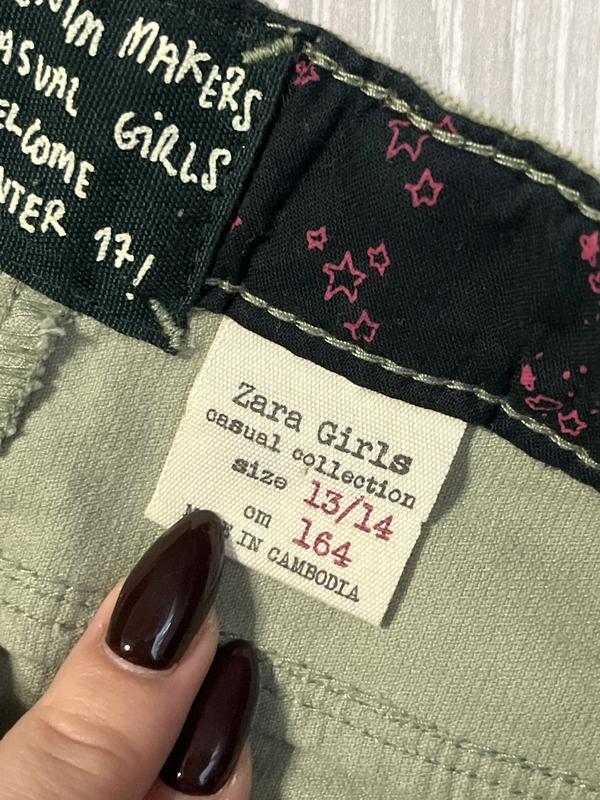 MAKERS
GIRLS
17!
Zara Girls
casual collection
size 13/14
cm 164
IN CAMBODIA